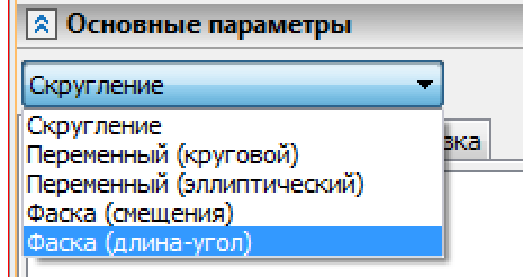 Основные параметры
Скругление
Скругление
Переменный (круговой)
Переменный (эллиптический)
Фаска (смещения)
Фаска (длина-угол)